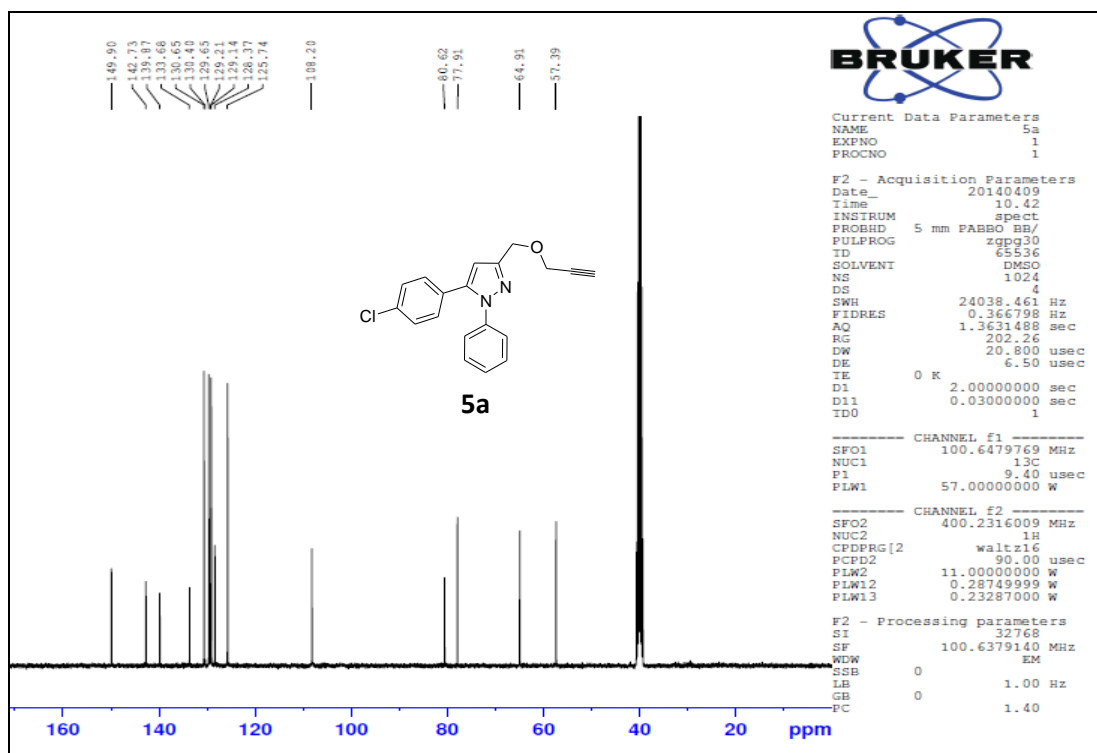 149.90
142.73
139.87
133.68
130.65
130.40
129.65
129.21
129.14
128.37
125.74
108.20
80.62
77.91
64.91
57.39
BRUKER
Current Data Parameters
NAME 5a
EXPNO 1
PROCNO 1
F2 - Acquisition Parameters
Date_ 20140409
Time 10.42
INSTRUM spect
PROBHD 5 mm PABBO BB/
PULPROG zgpg30
TD 65536
SOLVENT DMSO
NS 1024
DS 4
SWH 24038.461 Hz
FIDRES 0.366798 Hz
AQ 1.3631488 sec
RG 202.26
DW 20.800 usec
DE 6.50 usec
TE 0 K
D1 2.00000000 sec
D11 0.03000000 sec
TD0 1
======== CHANNEL f1 ========
SFO1 100.6479769 MHz
NUC1 13C
P1 9.40 usec
PLW1 57.00000000 W
======== CHANNEL f2 ========
SFO2 400.2316009 MHz
NUC2 1H
CPDPRG[2 waltz16
PCPD2 90.00 usec
PLW2 11.00000000 W
PLW12 0.28749999 W
PLW13 0.23287000 W
F2 - Processing parameters
SI 32768
SF 100.6379140 MHz
WDW EM
SSB 0
LB 1.00 Hz
GB 0
PC 1.40
O
N
N
Cl
5a
160 140 120 100 80 60 40 20 ppm